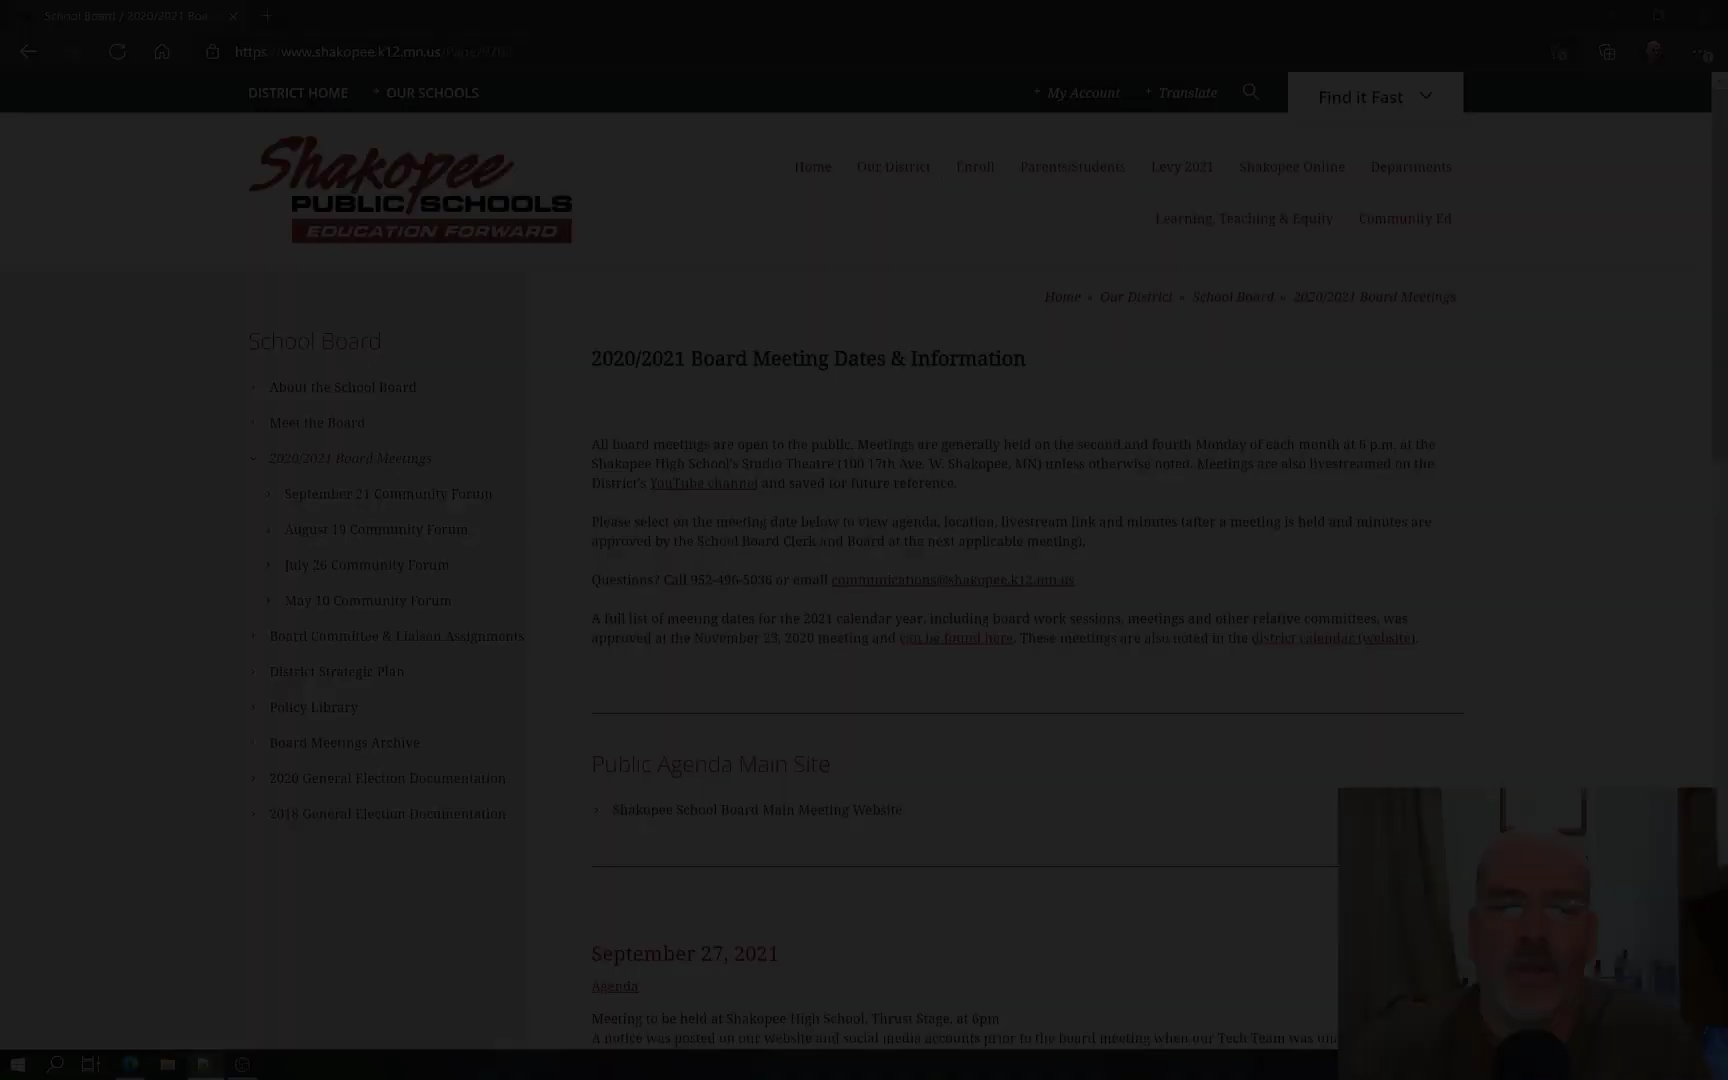 School Board / 2020/2021 Boa
https://www.shakopee.k12.mn.us/
DISTRICT HOME
OUR SCHOOLS
My Account
Translate
Find it Fast
Shakopee
PUBLIC SCHOOLS
EDUCATION FORWARD
Home
Our District
Enroll
Parents/Students
Levy 2021
Shakopee Online
Departments
Learning, Teaching & Equity
Community Ed
Home » Our District » School Board » 2020/2021 Board Meetings
School Board
About the School Board
Meet the Board
2020/2021 Board Meetings
September 21 Community Forum
August 19 Community Forum
July 26 Community Forum
May 10 Community Forum
Board Committee & Liaison Assignments
District Strategic Plan
Policy Library
Board Meetings Archive
2020 General Election Documentation
2018 General Election Documentation
2020/2021 Board Meeting Dates & Information
All board meetings are open to the public. Meetings are generally held on the second and fourth Monday of each month at 6 p.m. at the
Shakopee High School's Studio Theatre (100 17th Ave. W. Shakopee, MN) unless otherwise noted. Meetings are also livestreamed on the
District's YouTube channel and saved for future reference.
Please select on the meeting date below to view agenda, location, livestream link and minutes (after a meeting is held and minutes are
approved by the School Board Clerk and Board at the next applicable meeting).
Questions? Call 952-496-5036 or email communications@shakopee.k12.mn.us
A full list of meeting dates for the 2021 calendar year, including board work sessions, meetings and other relative committees, was
approved at the November 23, 2020 meeting and can be found here. These meetings are also noted in the district calendar (website).
Public Agenda Main Site
Shakopee School Board Main Meeting Website
September 27, 2021
Agenda
Meeting to be held at Shakopee High School, Thrust Stage, at 6pm
A notice was posted on our website and social media accounts prior to the board meeting when our Tech Team was